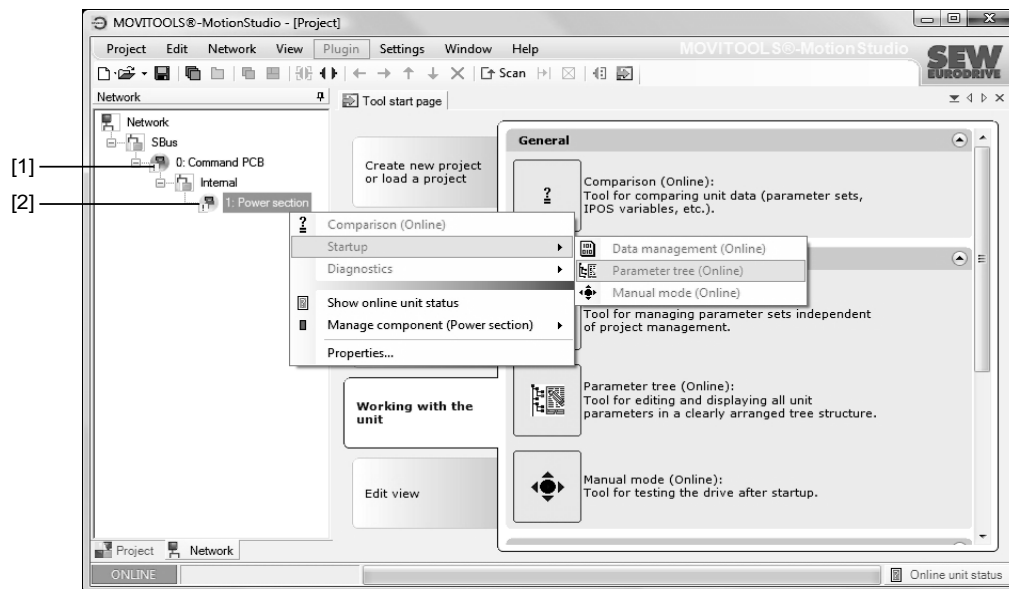 MOVITOOLS®-MotionStudio - [Project]
Project Edit Network View Plugin Settings Window Help
MOVITOOLS®-MotionStudio
SEW
EURODRIVE
Scan
Network
Tool start page
Network
SBus
[1]
0: Command PCB
Internal
[2]
1: Power section
Comparison (Online)
Startup
Diagnostics
Show online unit status
Manage component (Power section)
Properties...
Data management (Online)
Parameter tree (Online)
Manual mode (Online)
Create new project
or load a project
Working with the
unit
Edit view
General
Comparison (Online):
Tool for comparing unit data (parameter sets,
IPOS variables, etc.).
Tool for managing parameter sets independent
of project management.
Parameter tree (Online):
Tool for editing and displaying all unit
parameters in a clearly arranged tree structure.
Manual mode (Online):
Tool for testing the drive after startup.
Project Network
ONLINE
Online unit status